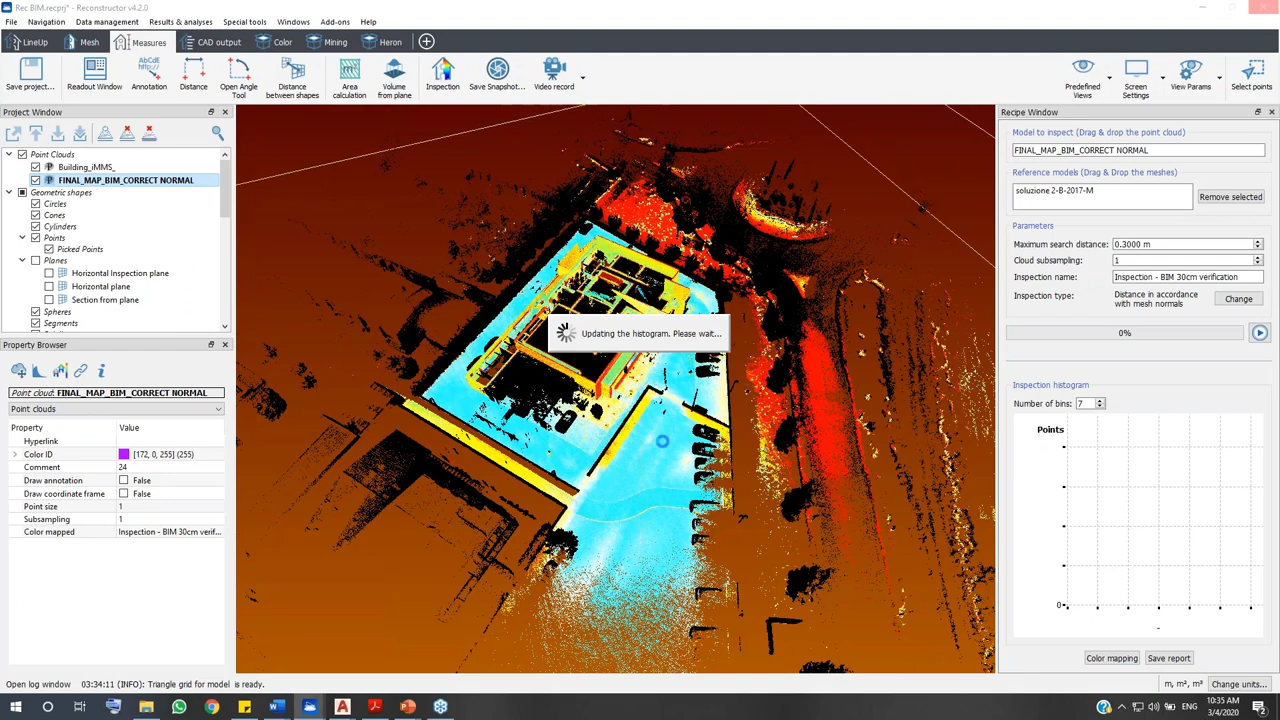 Rec BIM.recprj* - Reconstructor v4.2.0
File Navigation Data management Results & analyses Special tools Windows Add-ons Help
LineUp Mesh Measures CAD output Color Mining Heron
AbCdE
http://
Save project... Readout Window Annotation Distance Open Angle Tool Distance between shapes Area calculation Volume from plane Inspection Save Snapshot... Video record Predefined Views Screen Settings View Params Select points
Project Window
Point Clouds
Building_iMMS_
FINAL_MAP_BIM_CORRECT NORMAL
Geometric shapes
Circles
Cones
Cylinders
Points
Picked Points
Planes
Horizontal Inspection plane
Horizontal plane
Section from plane
Spheres
Segments
Property Browser
Point cloud: FINAL_MAP_BIM_CORRECT NORMAL
Point clouds
Property Value
Hyperlink
Color ID [172, 0, 255] (255)
Comment 24
Draw annotation False
Draw coordinate frame False
Point size 1
Subsampling 1
Color mapped Inspection - BIM 30cm verif...
Updating the histogram. Please wait...
Recipe Window
Model to inspect (Drag & drop the point cloud)
FINAL_MAP_BIM_CORRECT NORMAL
Reference models (Drag & Drop the meshes)
soluzione 2-B-2017-M
Remove selected
Parameters
Maximum search distance: 0.3000 m
Cloud subsampling: 1
Inspection name: Inspection - BIM 30cm verification
Inspection type: Distance in accordance with mesh normals Change
0%
Inspection histogram
Number of bins: 7
Points
0
-
Color mapping Save report
Open log window 03:34:11 (INFO): Triangle grid for model is ready.
m, m², m³ Change units...
ENG
10:35 AM
3/4/2020
2